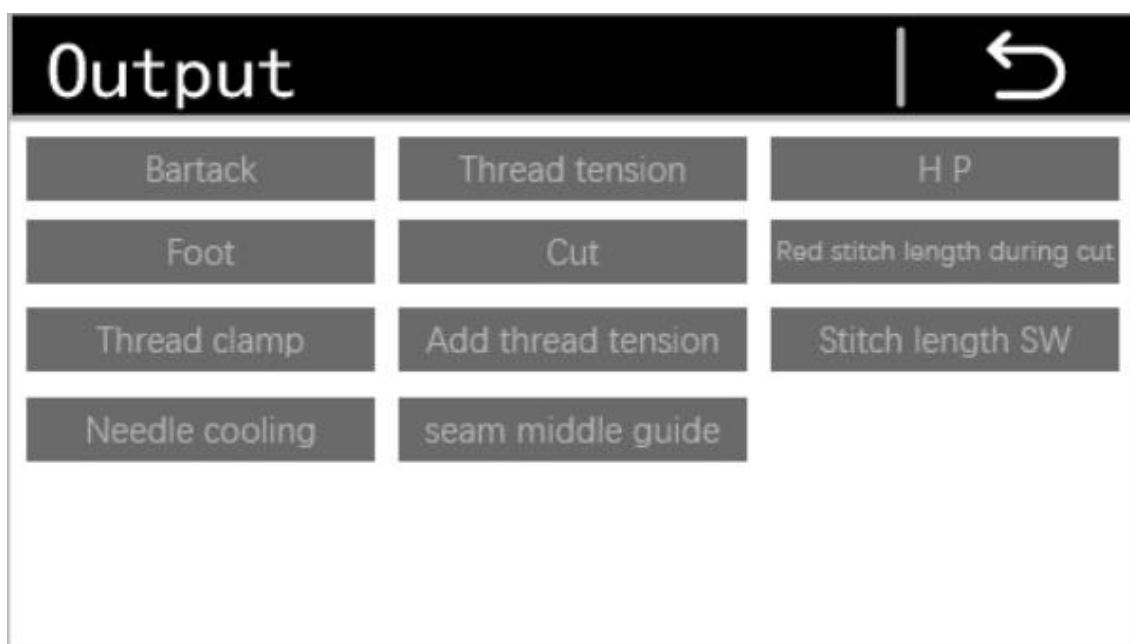 Output
Bartack
Thread tension
H P
Foot
Cut
Red stitch length during cut
Thread clamp
Add thread tension
Stitch length SW
Needle cooling
seam middle guide